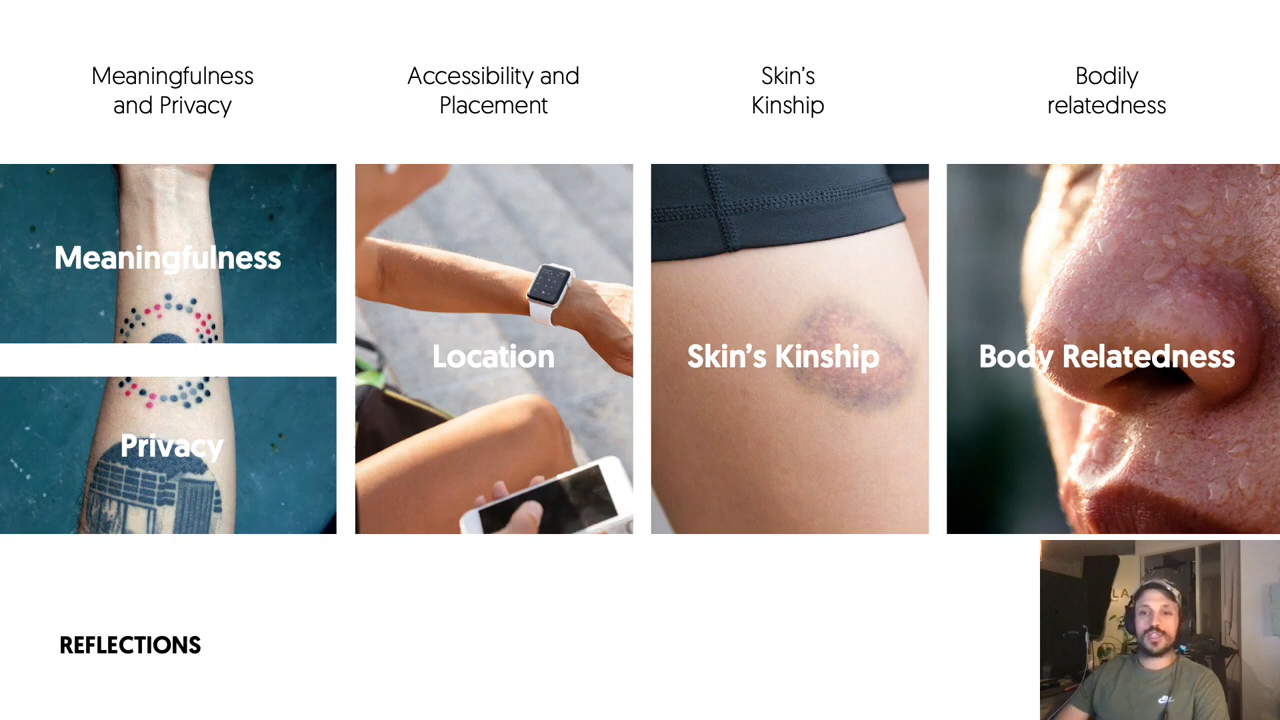 Meaningfulness
and Privacy
Accessibility and
Placement
Skin's
Kinship
Bodily
relatedness
Meaningfulness
Privacy
Location
Skin's Kinship
Body Relatedness
REFLECTIONS